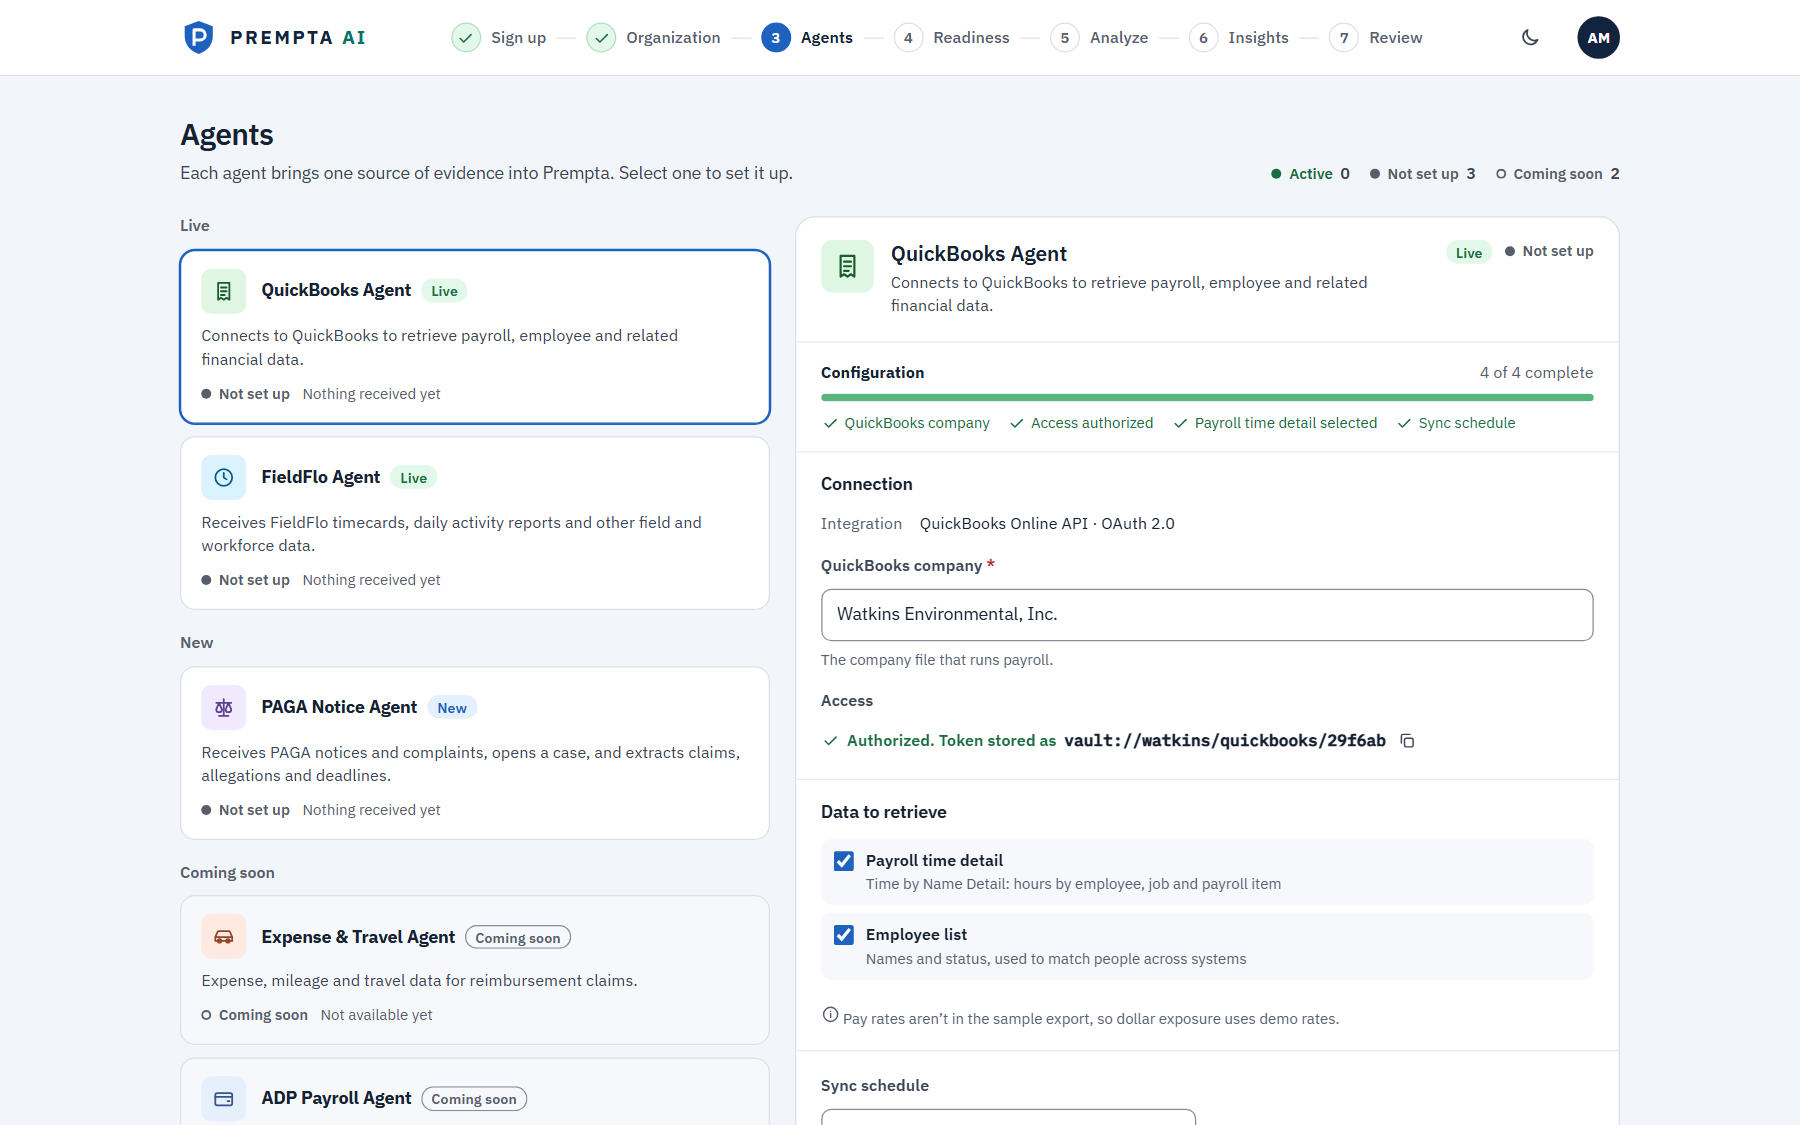 PREMPTA AI
Sign up
Organization
3 Agents
4 Readiness
5 Analyze
6 Insights
7 Review
AM
Agents
Each agent brings one source of evidence into Prempta. Select one to set it up.
Active 0 Not set up 3 Coming soon 2
Live
QuickBooks Agent Live
Connects to QuickBooks to retrieve payroll, employee and related
financial data.
Not set up Nothing received yet
FieldFlo Agent Live
Receives FieldFlo timecards, daily activity reports and other field and
workforce data.
Not set up Nothing received yet
New
PAGA Notice Agent New
Receives PAGA notices and complaints, opens a case, and extracts claims,
allegations and deadlines.
Not set up Nothing received yet
Coming soon
Expense & Travel Agent Coming soon
Expense, mileage and travel data for reimbursement claims.
Coming soon Not available yet
ADP Payroll Agent Coming soon
QuickBooks Agent Live Not set up
Connects to QuickBooks to retrieve payroll, employee and related
financial data.
Configuration 4 of 4 complete
QuickBooks company Access authorized Payroll time detail selected Sync schedule
Connection
Integration QuickBooks Online API · OAuth 2.0
QuickBooks company *
Watkins Environmental, Inc.
The company file that runs payroll.
Access
Authorized. Token stored as vault://watkins/quickbooks/29f6ab
Data to retrieve
Payroll time detail
Time by Name Detail: hours by employee, job and payroll item
Employee list
Names and status, used to match people across systems
Pay rates aren’t in the sample export, so dollar exposure uses demo rates.
Sync schedule